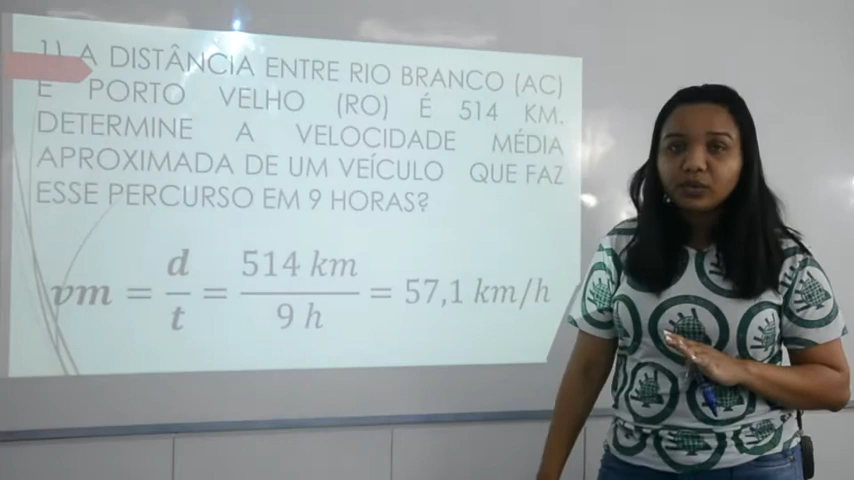 1) A DISTÂNCIA ENTRE RIO BRANCO (AC)
E PORTO VELHO (RO) É 514 KM.
DETERMINE A VELOCIDADE MÉDIA
APROXIMADA DE UM VEÍCULO QUE FAZ
ESSE PERCURSO EM 9 HORAS?
vm = d/t = 514 km/9 h = 57,1 km/h